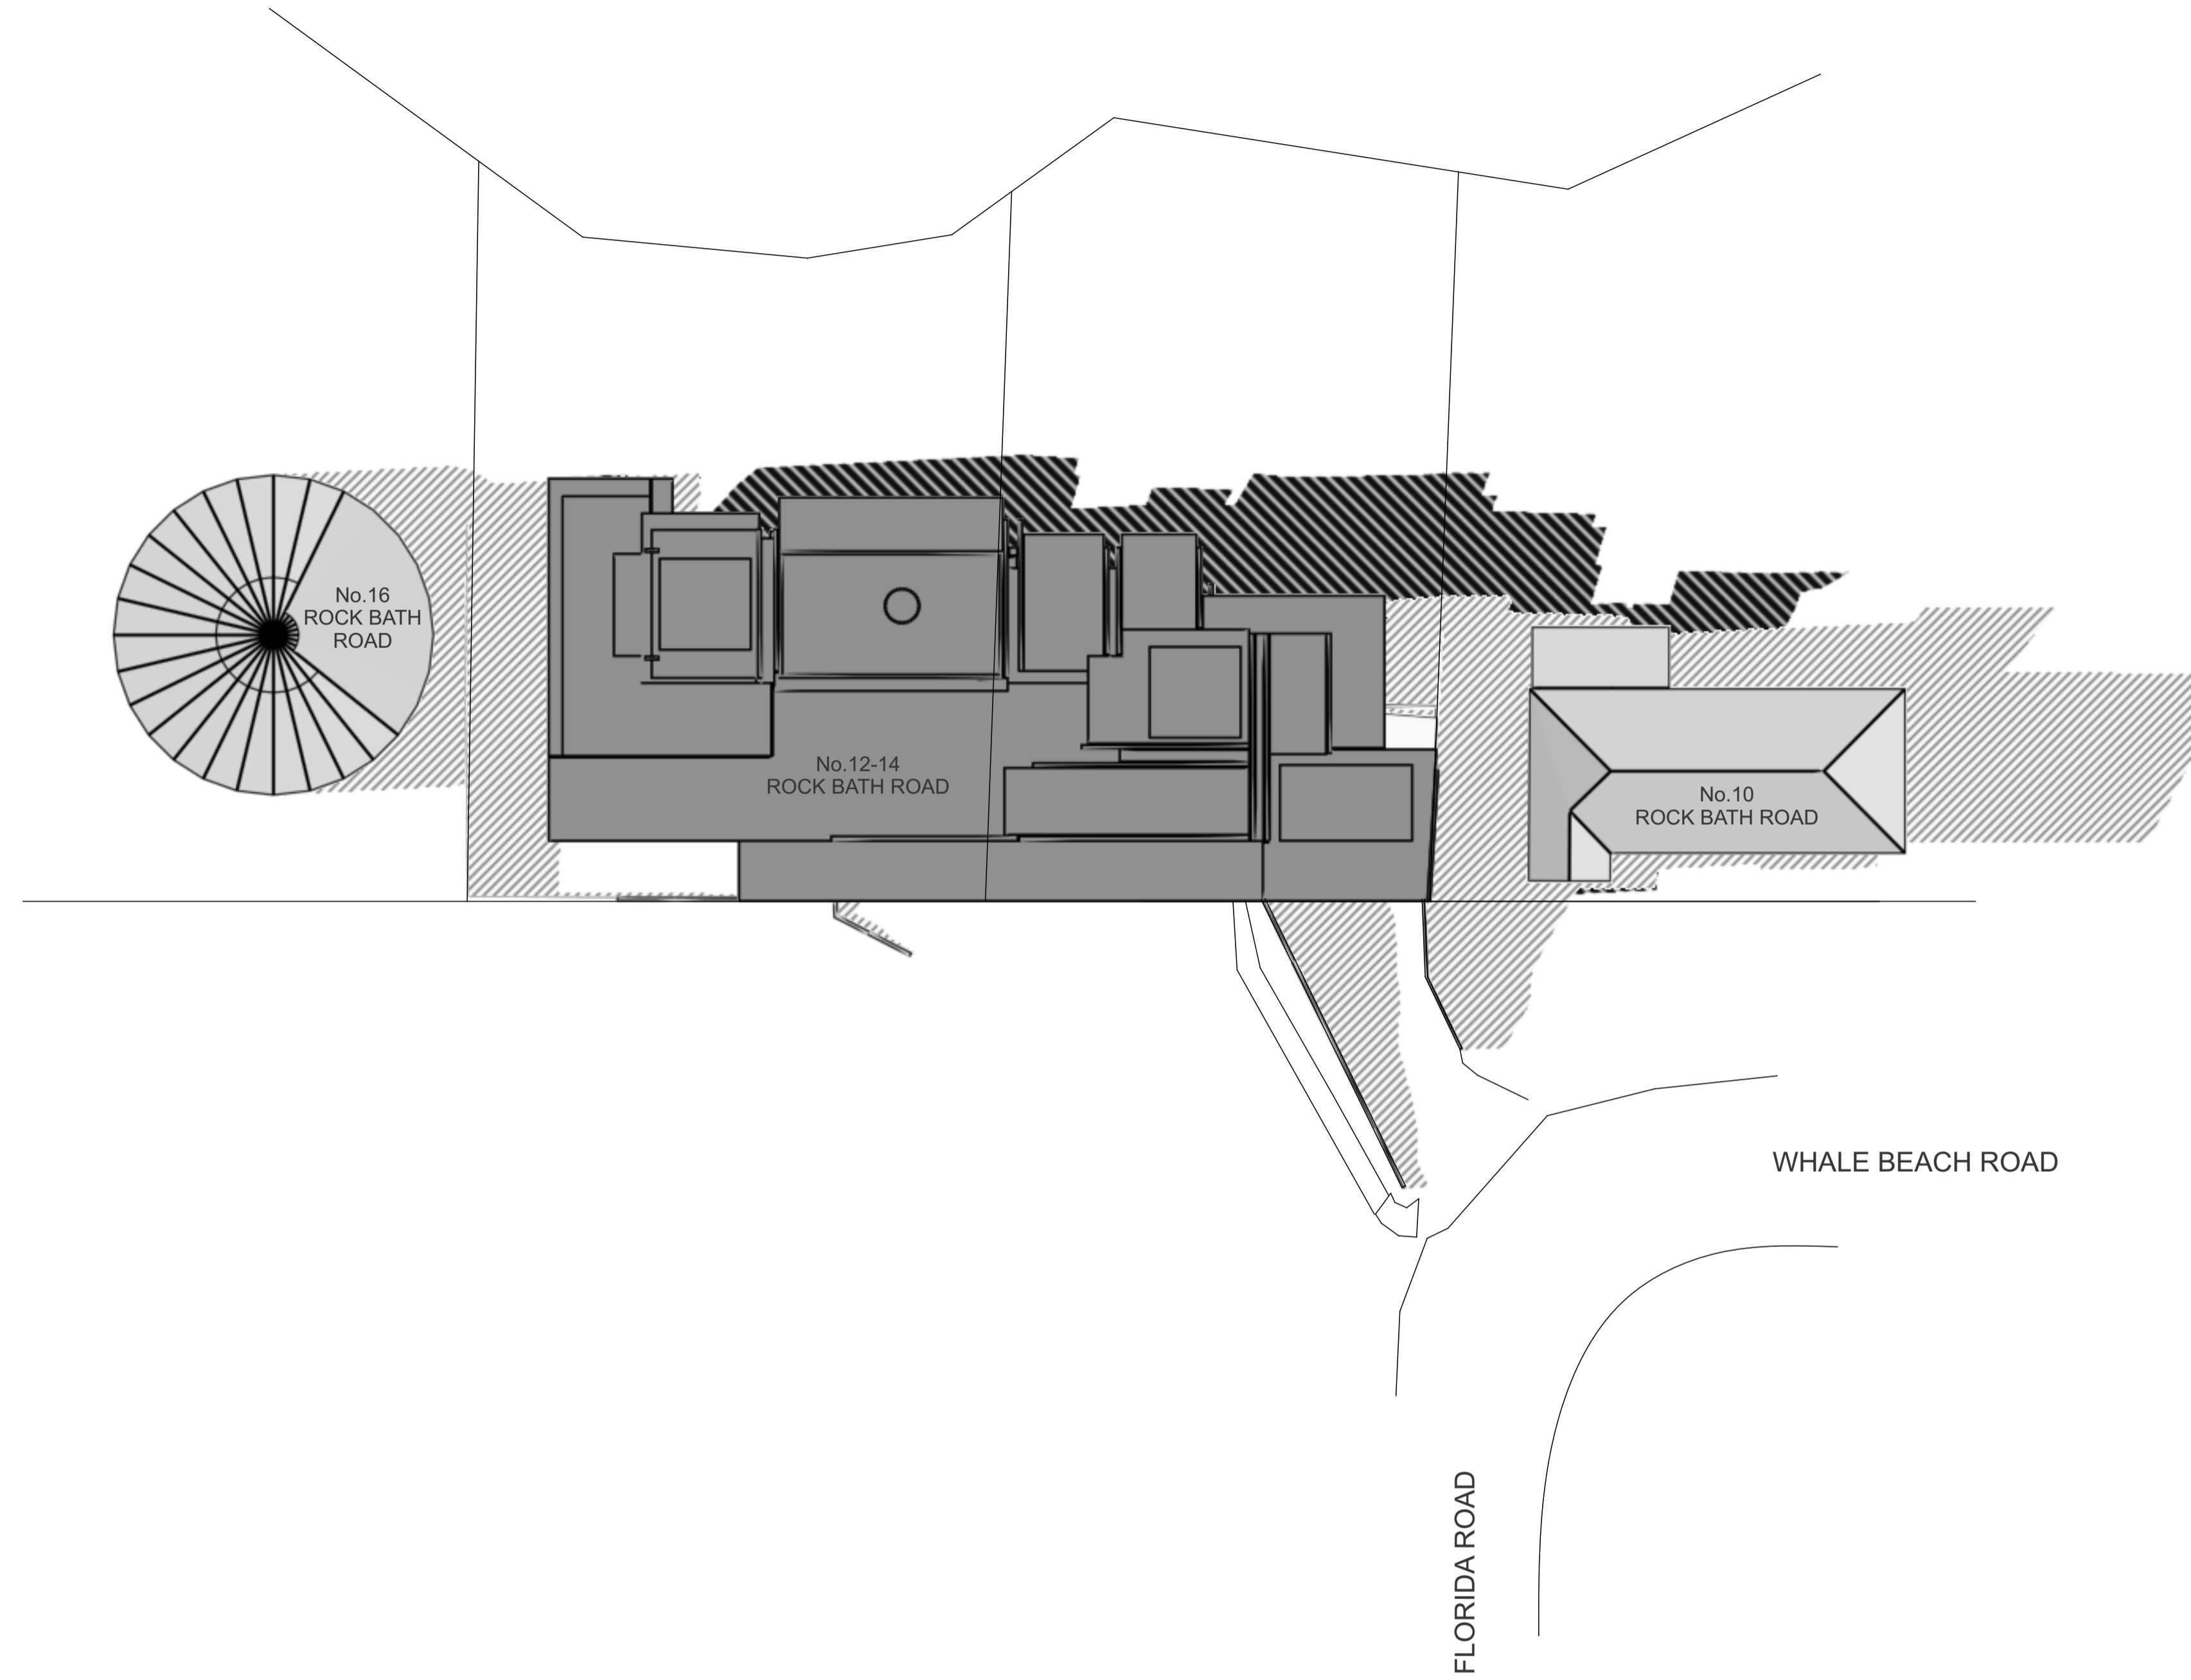 No.16
ROCK BATH
ROAD
No.12-14
ROCK BATH ROAD
No.10
ROCK BATH ROAD
WHALE BEACH ROAD
FLORIDA ROAD